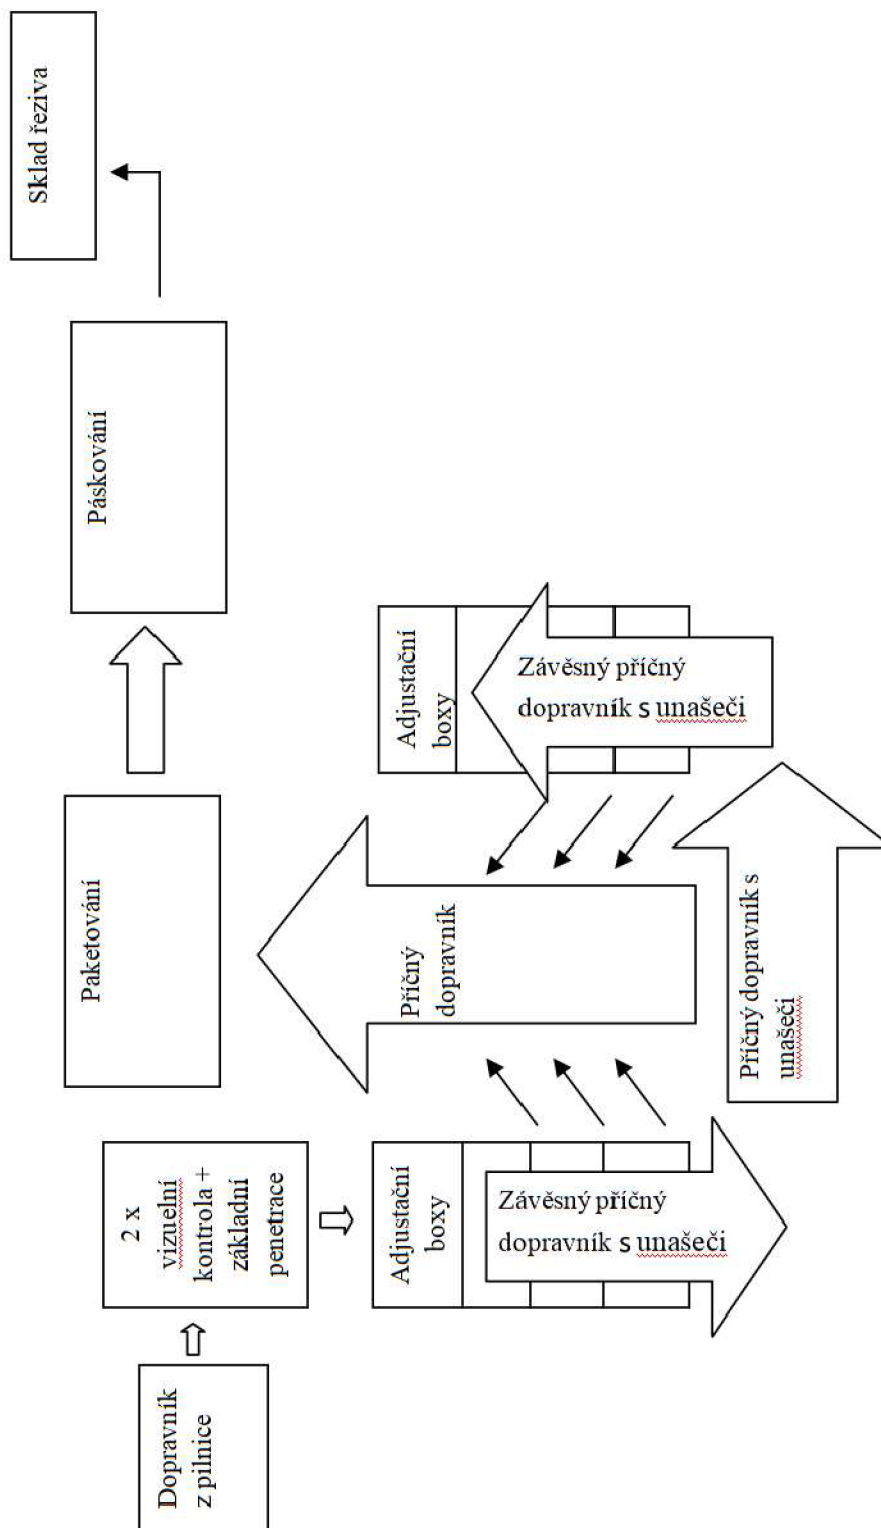 Dopravník
z pilnice
2 x
vizuelní
kontrola +
základní
penetrace
Adjustační
boxy
Závěsný příčný
dopravník s unašeči
Příčný dopravník s
unašeči
Závěsný příčný
dopravník s unašeči
Adjustační
boxy
Příčný
dopravník
Paketování
Páskování
Sklad řeziva